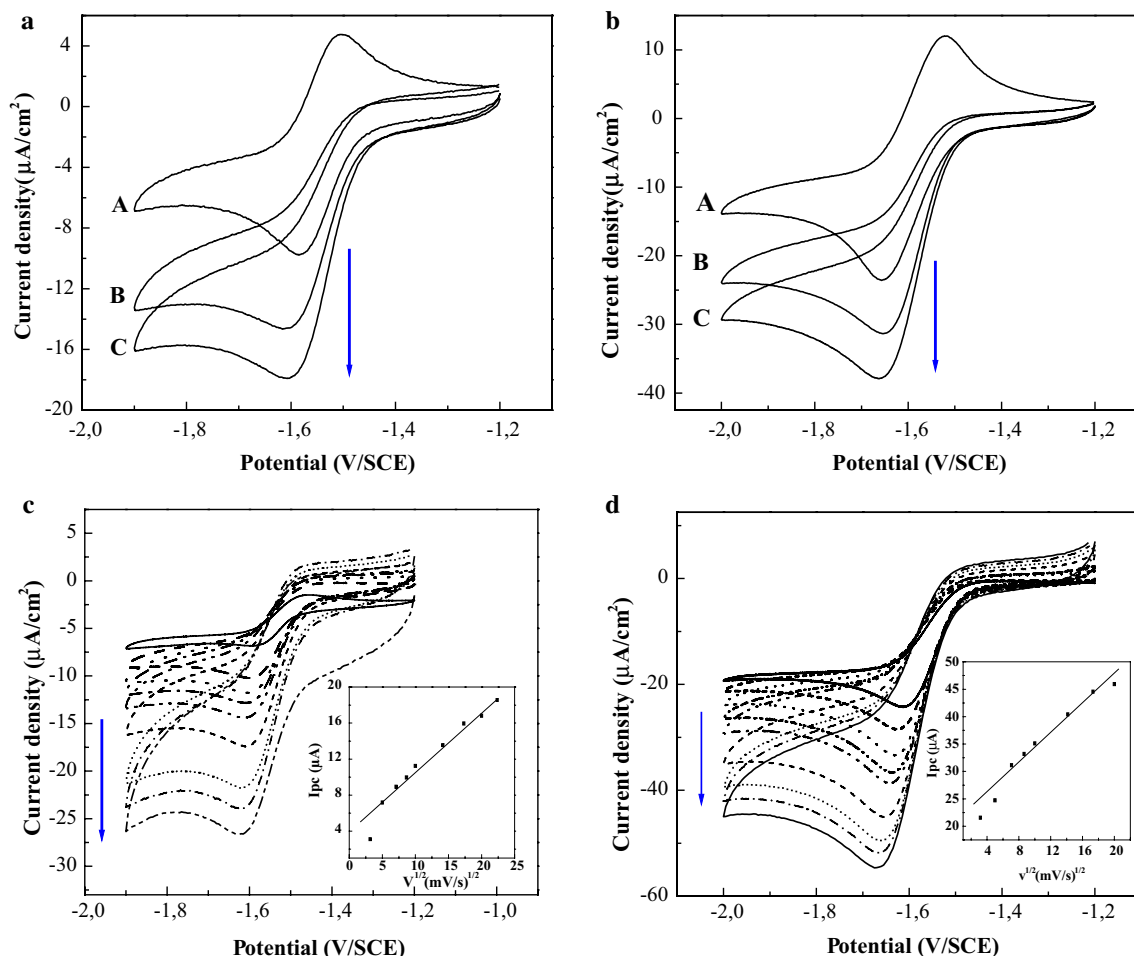 a
Current density(μA/cm²)
4
0
-4
-8
-12
-16
-20
A
B
C
-2,0 -1,8 -1,6 -1,4 -1,2
Potential (V/SCE)
b
Current density(μA/cm²)
10
0
-10
-20
-30
-40
A
B
C
-2,0 -1,8 -1,6 -1,4 -1,2
Potential (V/SCE)
c
Current density (μA/cm²)
5
0
-5
-10
-15
-20
-25
-30
-2,0 -1,8 -1,6 -1,4 -1,2 -1,0
Potential (V/SCE)
Ipc (μA)
20
16
12
8
4
0 5 10 15 20 25
V^1/2(mV/s)^1/2
d
Current density (μA/cm²)
0
-20
-40
-60
-2,0 -1,8 -1,6 -1,4 -1,2
Potential (V/SCE)
Ipc (μA)
50
45
40
35
30
25
20
4 8 12 16 20
v^1/2(mV/s)^1/2